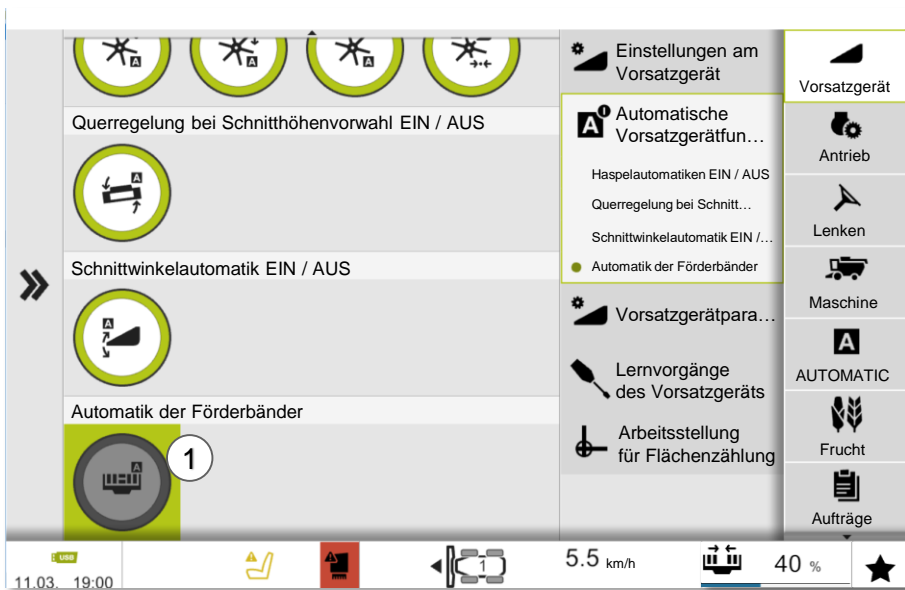 Querregelung bei Schnitthöhenvorwahl EIN / AUS
Schnittwinkelautomatik EIN / AUS
Automatik der Förderbänder
1
Einstellungen am
Vorsatzgerät
Automatische
Vorsatzgerätfun…
Haspelautomatiken EIN / AUS
Querregelung bei Schnitt…
Schnittwinkelautomatik EIN /…
Automatik der Förderbänder
Vorsatzgerätpara…
Lernvorgänge
des Vorsatzgeräts
Arbeitsstellung
für Flächenzählung
Vorsatzgerät
Antrieb
Lenken
Maschine
A
AUTOMATIC
Frucht
Aufträge
USB
11.03. 19:00
1
5.5 km/h
40 %